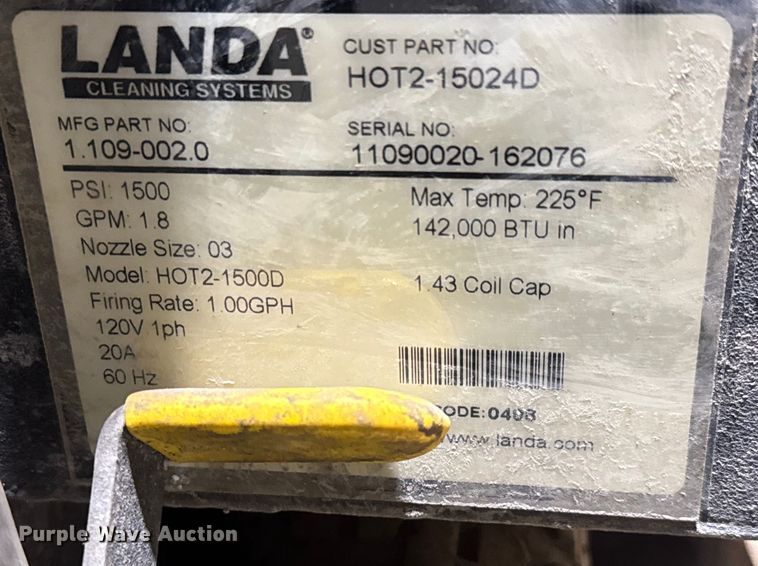 LANDA®
CLEANING SYSTEMS
CUST PART NO:
HOT2-15024D
MFG PART NO:
1.109-002.0
SERIAL NO:
11090020-162076
PSI: 1500
GPM: 1.8
Nozzle Size: 03
Model: HOT2-1500D
Firing Rate: 1.00GPH
120V 1ph
20A
60 Hz
Max Temp: 225°F
142,000 BTU in
1.43 Coil Cap
ODE:0408
www.landa.com
Purple Wave Auction